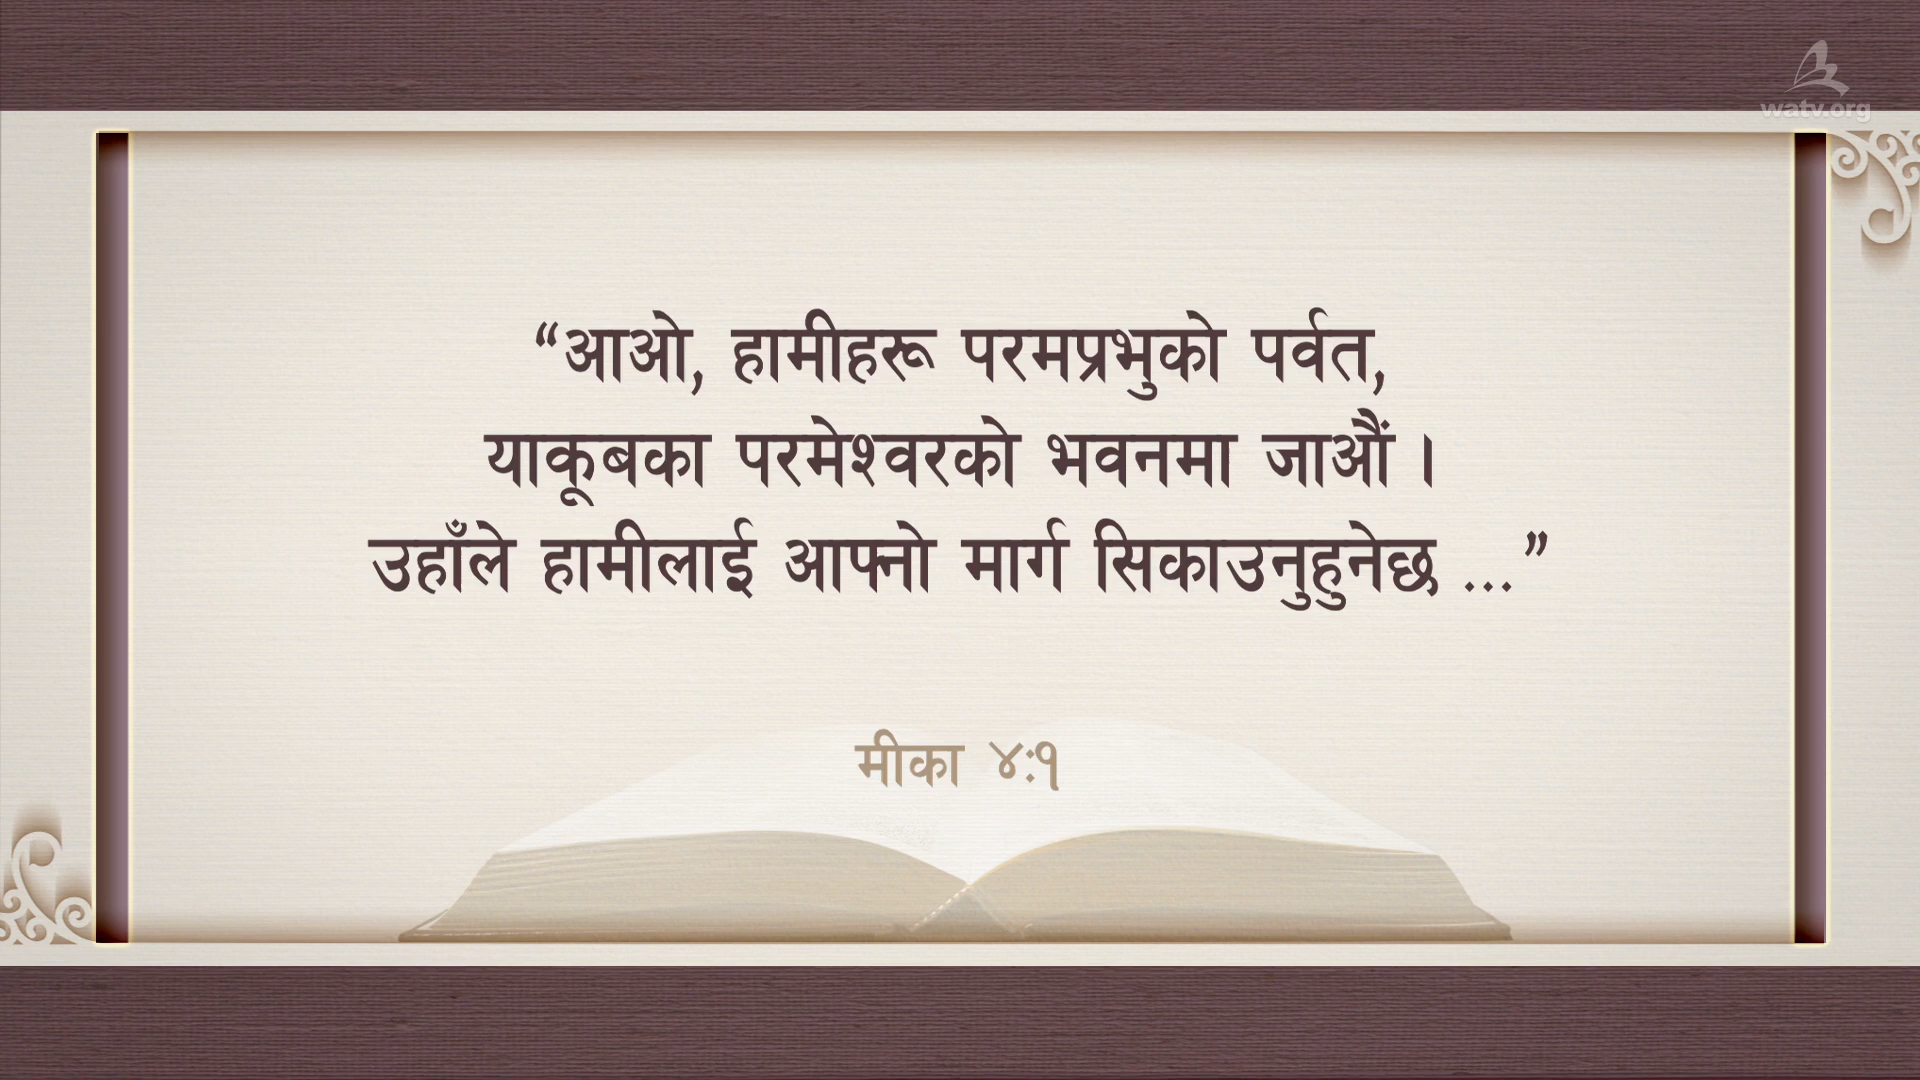 watv.org
“आओ, हामीहरू परमप्रभुको पर्वत,
याकूबका परमेश्वरको भवनमा जाऔं ।
उहाँले हामीलाई आफ्नो मार्ग सिकाउनुहुनेछ ...”
मीका ४:१